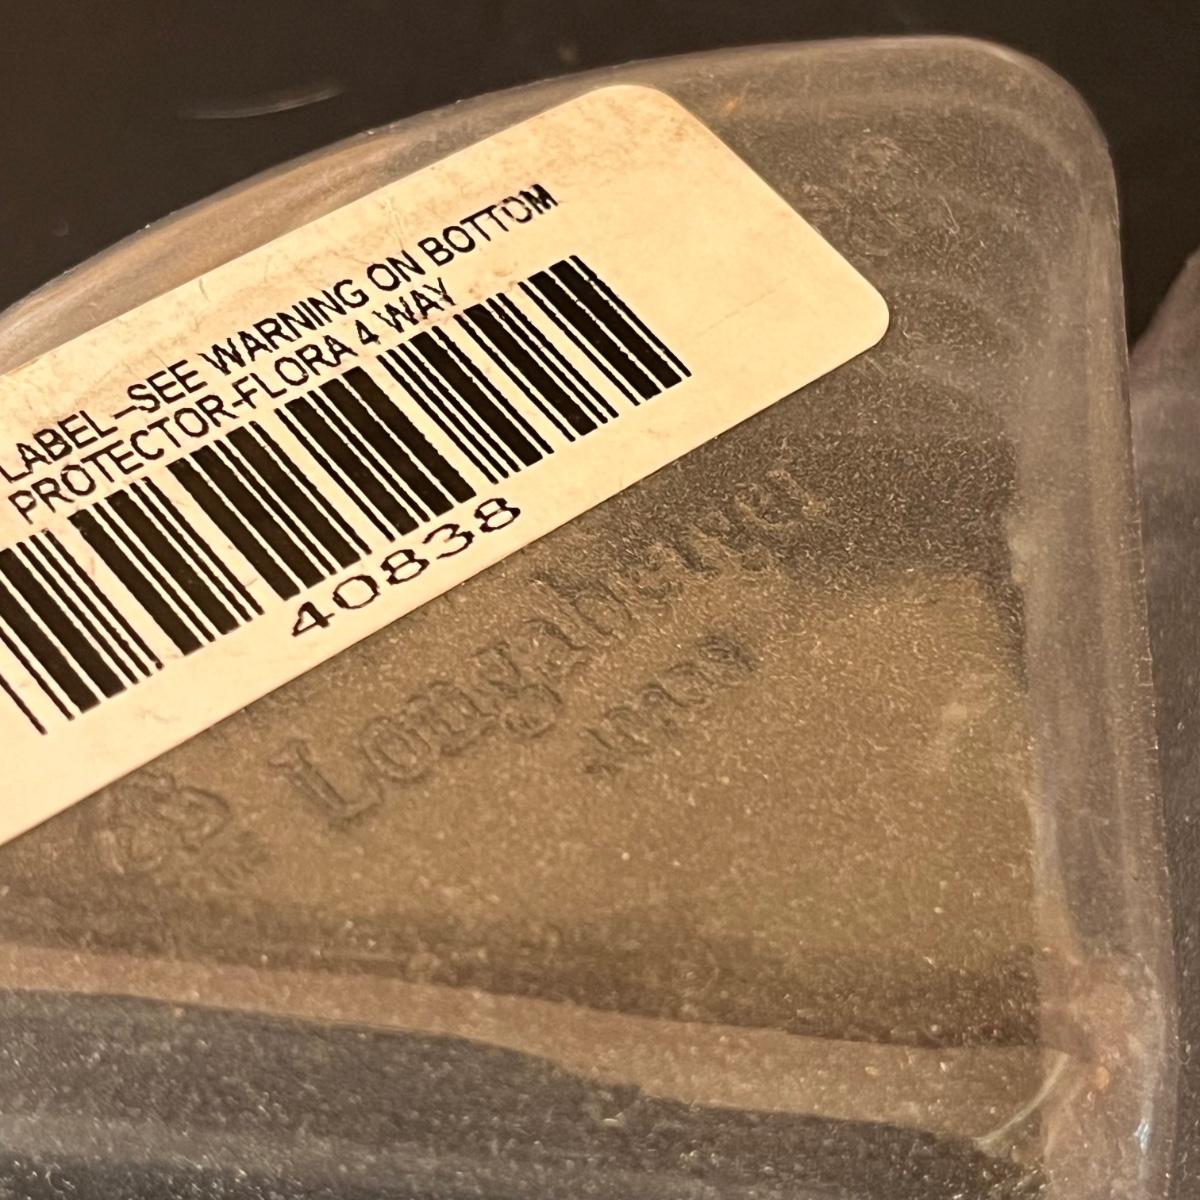 LABEL-SEE WARNING ON BOTTOM
PROTECTOR-FLORA 4 WAY
40838
Longaberger